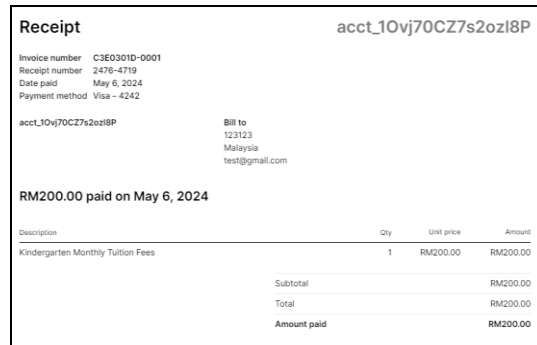 Receipt acct_1Ovj70CZ7s2ozI8P
Invoice number C3E0301D-0001
Receipt number 2476-4719
Date paid May 6, 2024
Payment method Visa – 4242
acct_1Ovj70CZ7s2ozI8P Bill to
123123
Malaysia
test@gmail.com
RM200.00 paid on May 6, 2024
Description Qty Unit price Amount
Kindergarten Monthly Tuition Fees 1 RM200.00 RM200.00
Subtotal RM200.00
Total RM200.00
Amount paid RM200.00